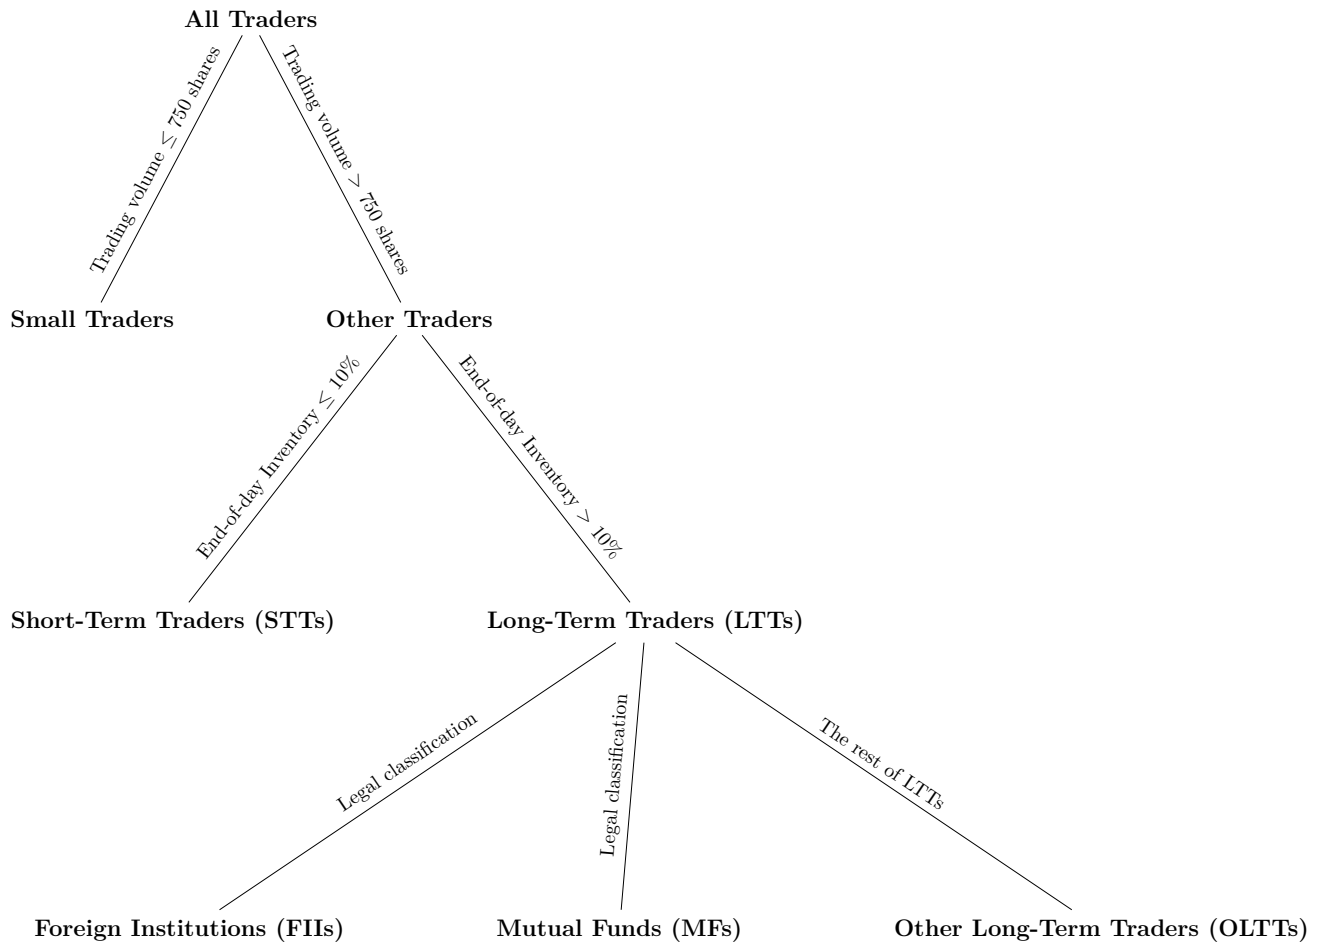 All Traders
Trading volume ≤ 750 shares
Trading volume > 750 shares
Small Traders
Other Traders
End-of-day Inventory ≤ 10%
End-of-day Inventory > 10%
Short-Term Traders (STTs)
Long-Term Traders (LTTs)
Legal classification
Legal classification
The rest of LTTs
Foreign Institutions (FIIs)
Mutual Funds (MFs)
Other Long-Term Traders (OLTTs)